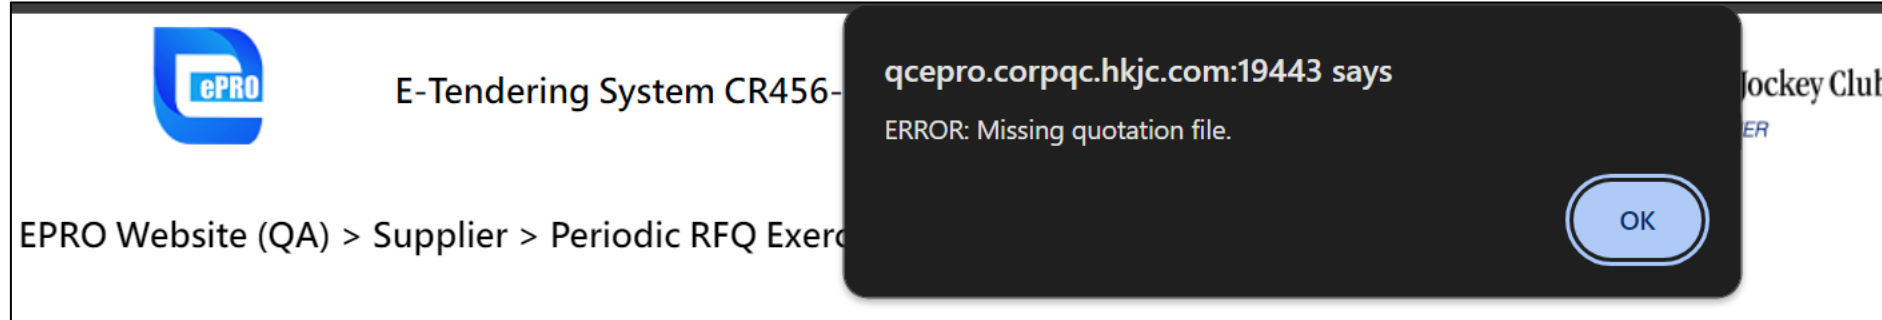 ePRO
E-Tendering System CR456-
qcepro.corpqc.hkjc.com:19443 says
ERROR: Missing quotation file.
OK
Jockey Club
ER
EPRO Website (QA) > Supplier > Periodic RFQ Exerc